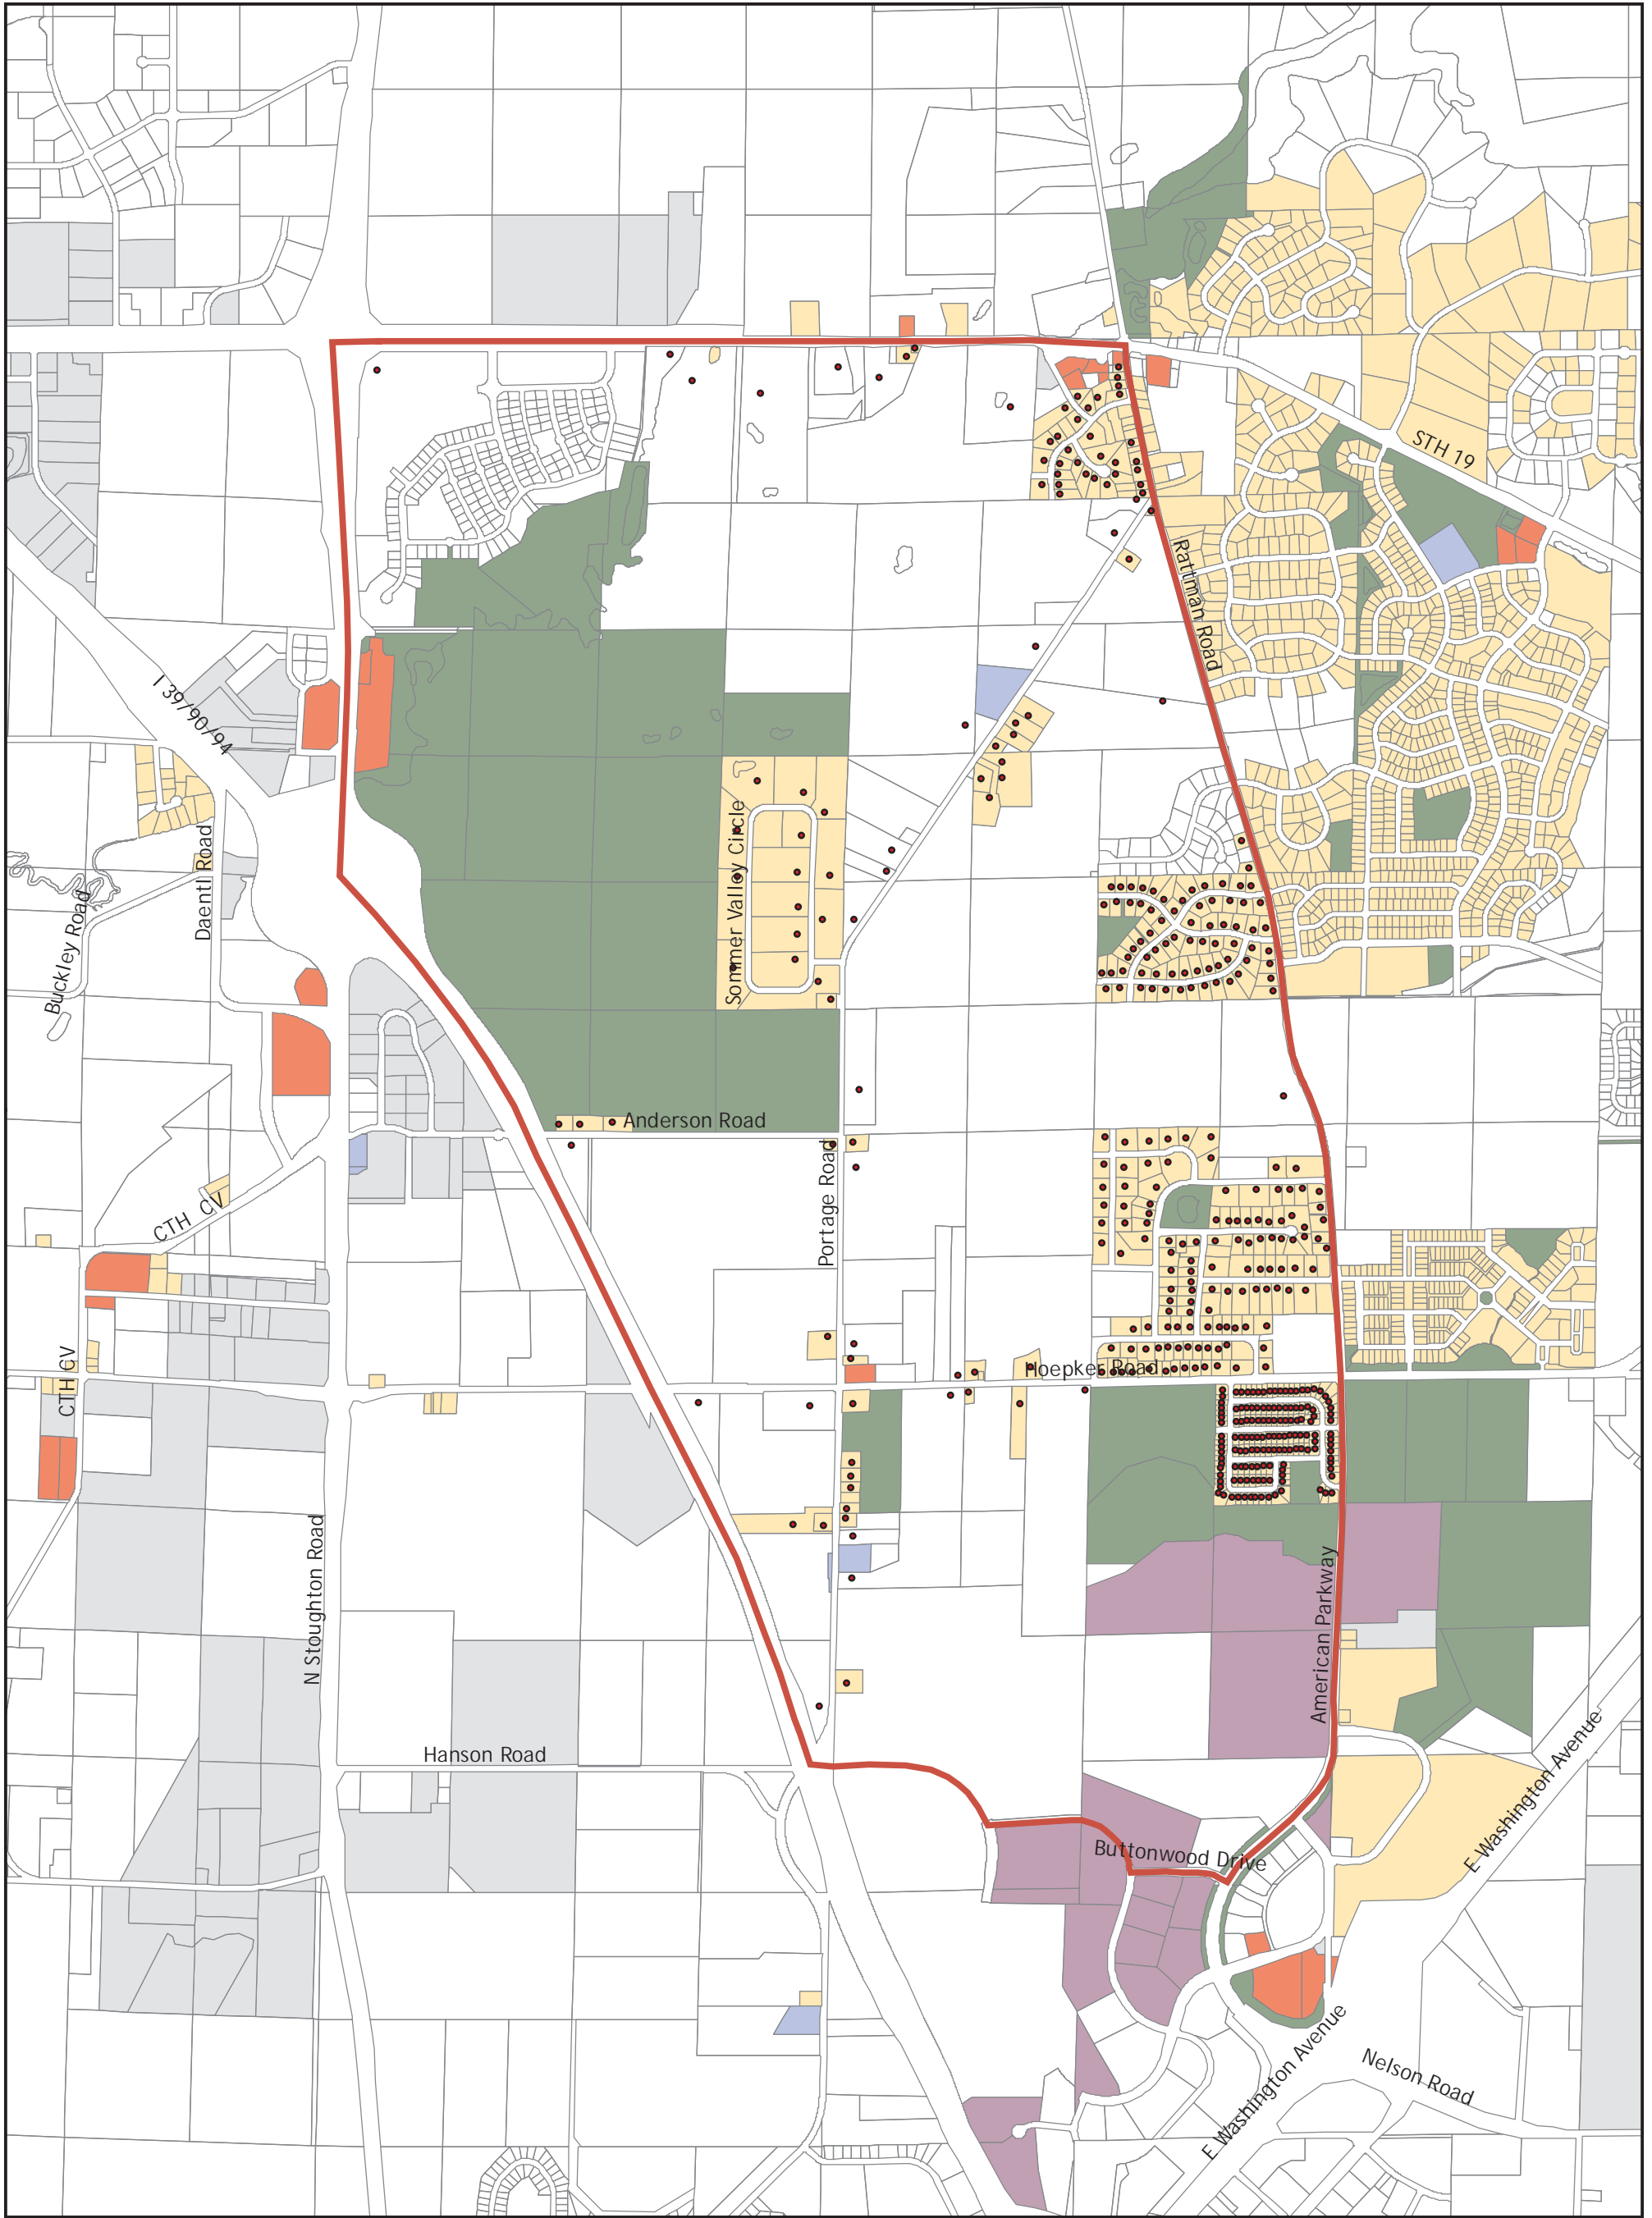 STH 19
Rattman Road
I 39/90/94
Sommer Valley Circle
Daentl Road
Buckley Road
Anderson Road
Portage Road
CTH CV
CTH CV
Hoepker Road
N Stoughton Road
American Parkway
Hanson Road
E Washington Avenue
Buttonwood Drive
E Washington Avenue
Nelson Road